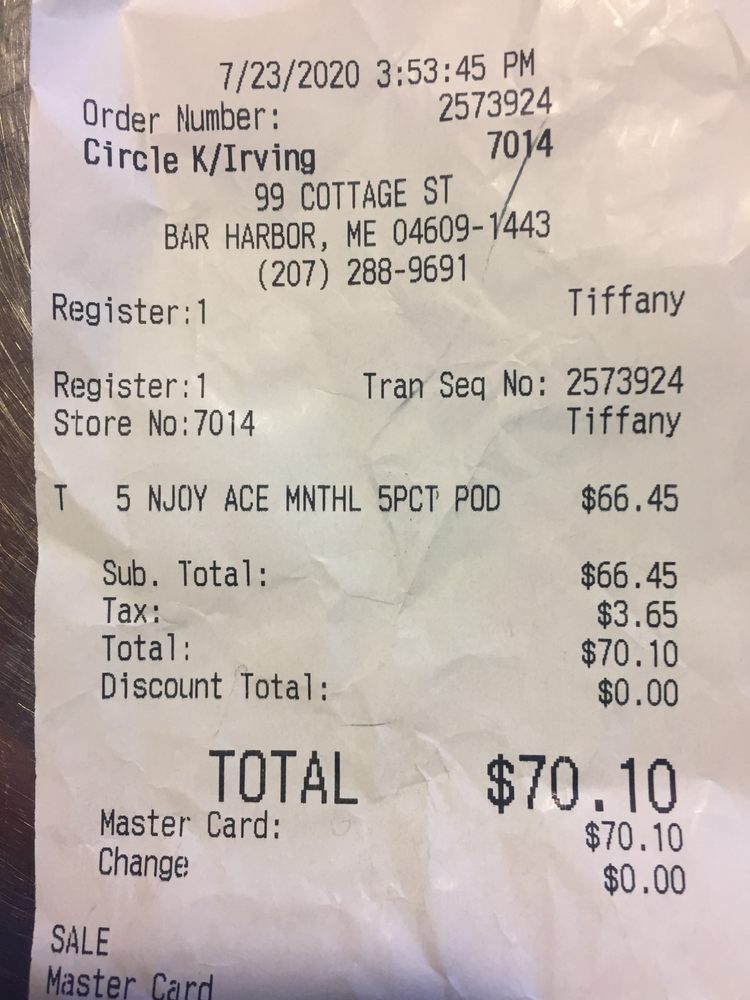 7/23/2020 3:53:45 PM
Order Number: 2573924
Circle K/Irving 7014
99 COTTAGE ST
BAR HARBOR, ME 04609-1443
(207) 288-9691
Register:1 Tiffany
Register:1 Tran Seq No: 2573924
Store No:7014 Tiffany
T 5 NJOY ACE MNTHL 5PCT POD $66.45
Sub. Total: $66.45
Tax: $3.65
Total: $70.10
Discount Total: $0.00
TOTAL $70.10
Master Card: $70.10
Change $0.00
SALE
Master Card